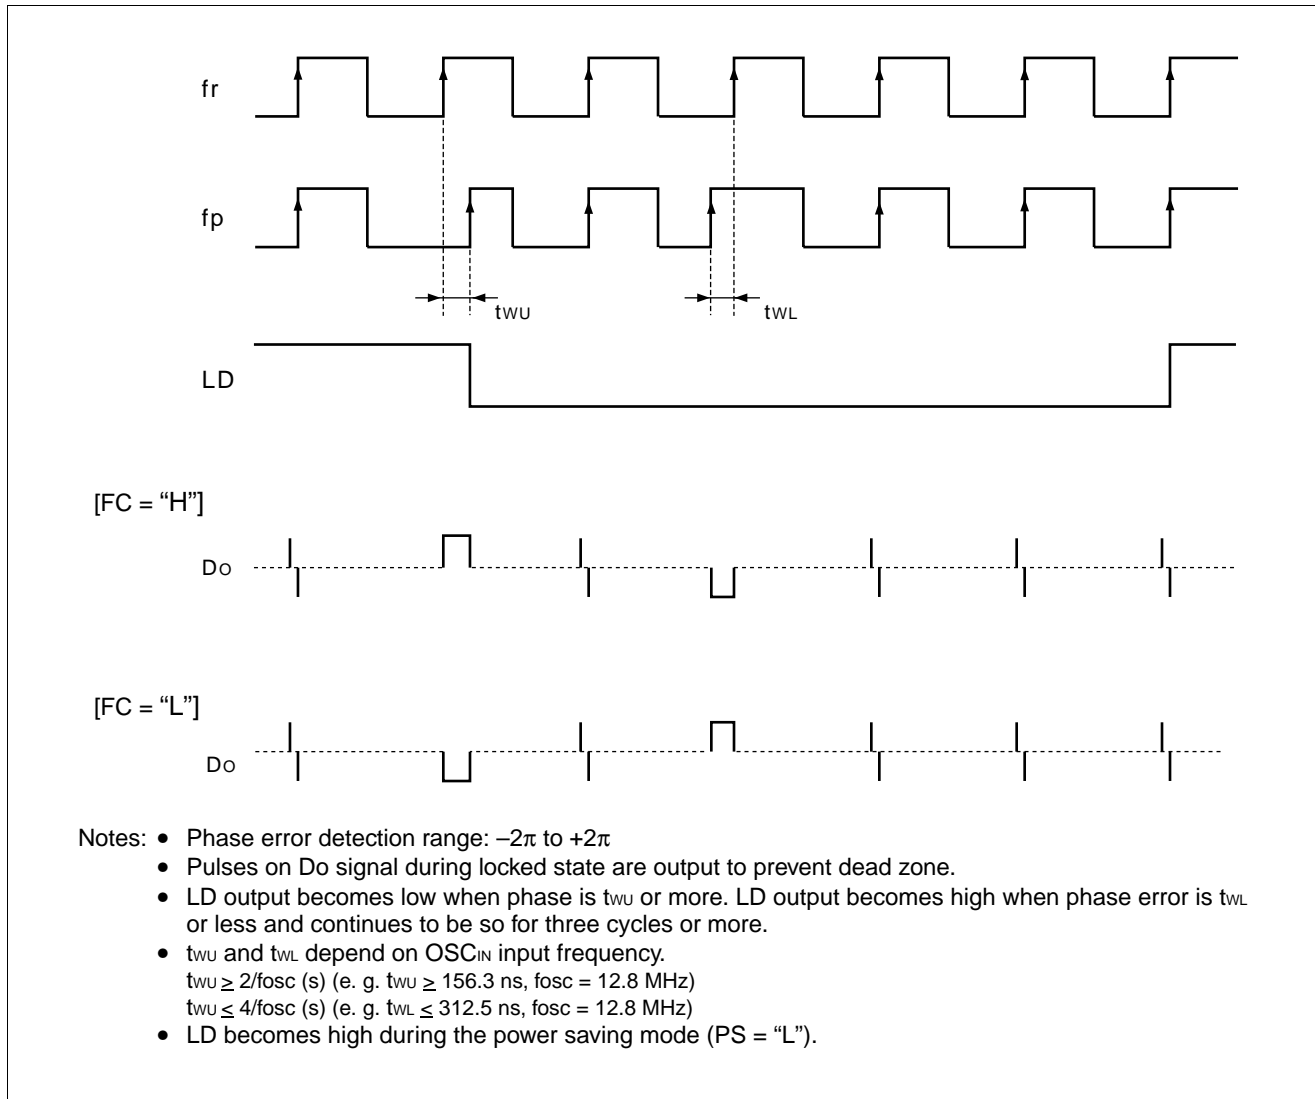 fr
fp
tWU
tWL
LD
[FC = “H”]
DO
[FC = “L”]
DO
Notes: • Phase error detection range: –2π to +2π
• Pulses on Do signal during locked state are output to prevent dead zone.
• LD output becomes low when phase is tWU or more. LD output becomes high when phase error is tWL
or less and continues to be so for three cycles or more.
• tWU and tWL depend on OSCIN input frequency.
tWU ≥ 2/fosc (s) (e. g. tWU ≥ 156.3 ns, fosc = 12.8 MHz)
tWU ≤ 4/fosc (s) (e. g. tWL ≤ 312.5 ns, fosc = 12.8 MHz)
• LD becomes high during the power saving mode (PS = “L”).